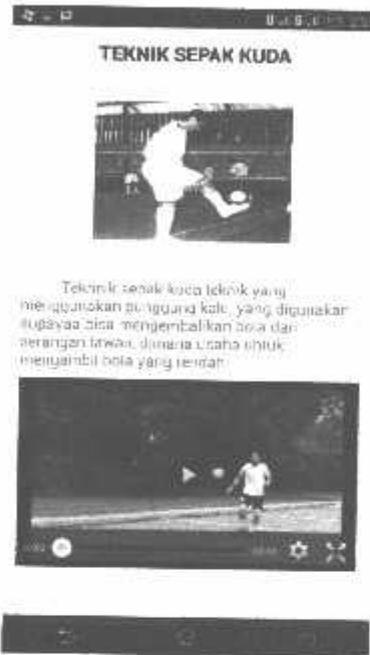 TEKNIK SEPAK KUDA
Teknik sepak kuda teknik yang
menggunakan punggung kaki, yang digunakan
supayaa bisa mengembalikan bola dari
serangan lawan, dimana usaha untuk
mengambil bola yang rendah